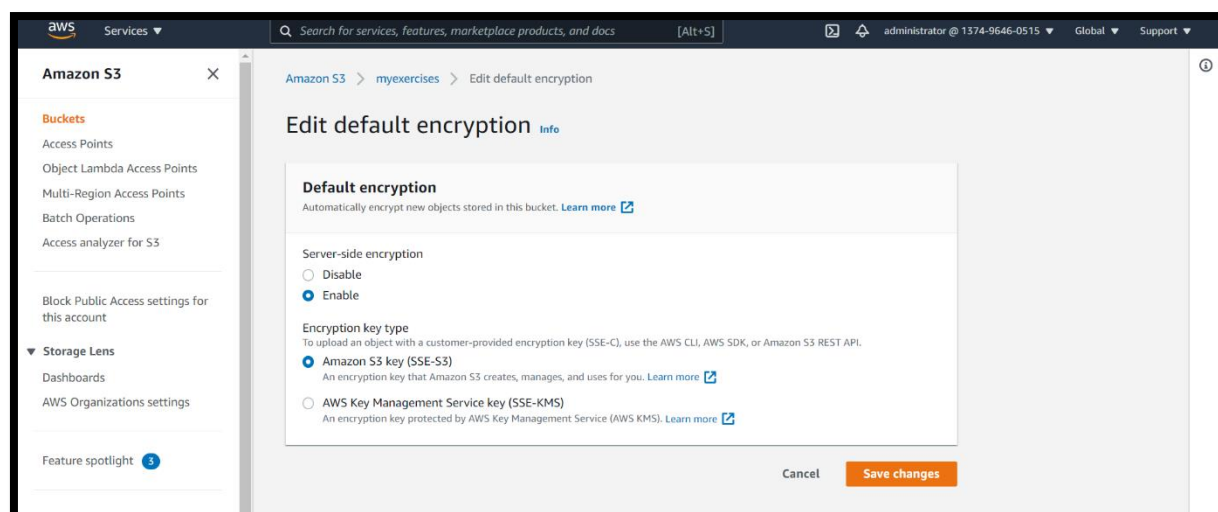 aws Services ▼ Search for services, features, marketplace products, and docs [Alt+S] administrator @ 1374-9646-0515 ▼ Global ▼ Support ▼
Amazon S3
Buckets
Access Points
Object Lambda Access Points
Multi-Region Access Points
Batch Operations
Access analyzer for S3
Block Public Access settings for
this account
▼ Storage Lens
Dashboards
AWS Organizations settings
Feature spotlight 3
Amazon S3 > myexercises > Edit default encryption
Edit default encryption Info
Default encryption
Automatically encrypt new objects stored in this bucket. Learn more
Server-side encryption
Disable
Enable
Encryption key type
To upload an object with a customer-provided encryption key (SSE-C), use the AWS CLI, AWS SDK, or Amazon S3 REST API.
Amazon S3 key (SSE-S3)
An encryption key that Amazon S3 creates, manages, and uses for you. Learn more
AWS Key Management Service key (SSE-KMS)
An encryption key protected by AWS Key Management Service (AWS KMS). Learn more
Cancel Save changes